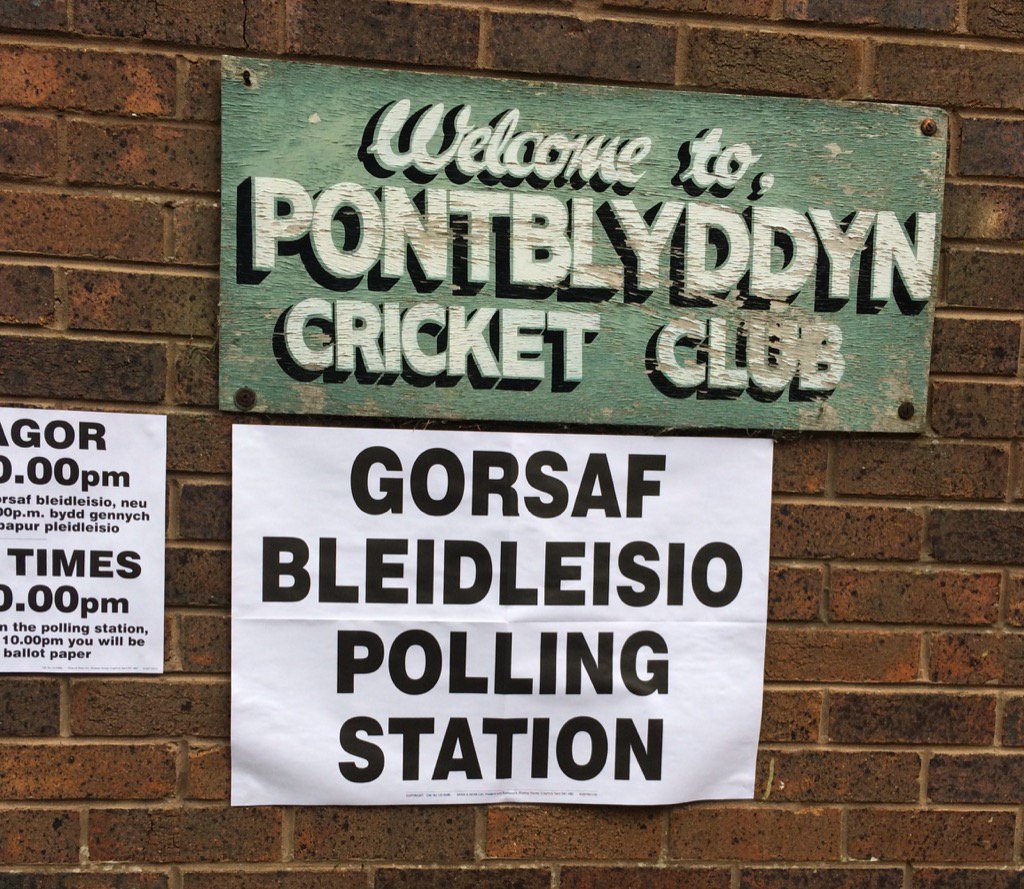 Welcome to,
PONTBLYDDYN
CRICKET CLUB
AGOR
0.00pm
orsaf bleidleisio, neu
00p.m. bydd gennych
papur pleidleisio
TIMES
0.00pm
n the polling station,
10.00pm you will be
ballot paper
GORSAF
BLEIDLEISIO
POLLING
STATION